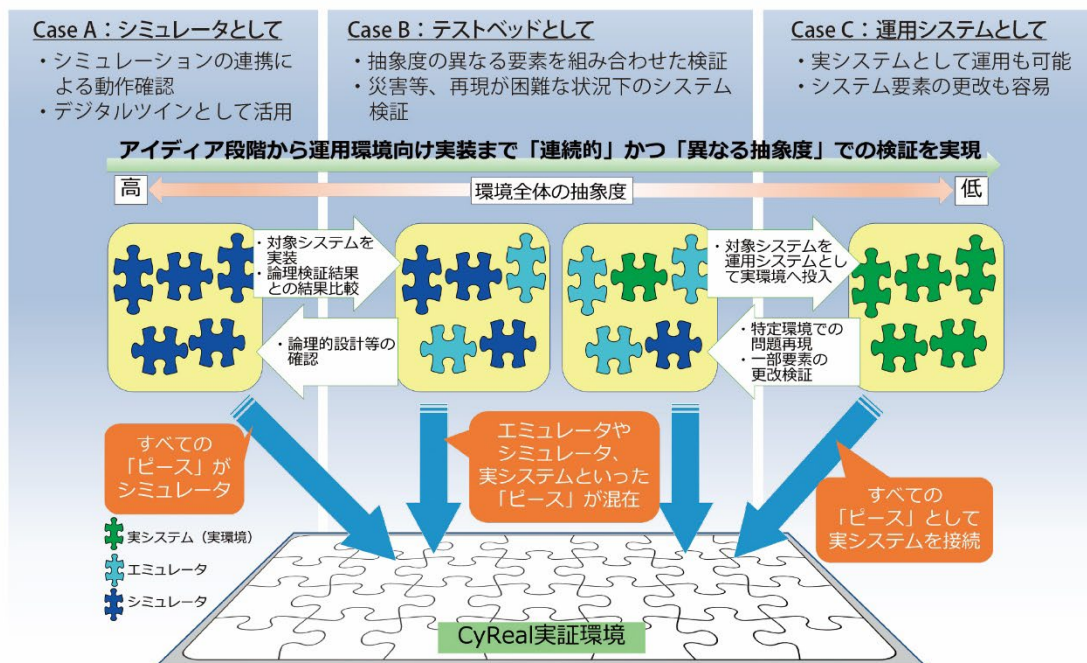 Case A：シミュレータとして
・シミュレーションの連携に
よる動作確認
・デジタルツインとして活用
Case B：テストベッドとして
・抽象度の異なる要素を組み合わせた検証
・災害等、再現が困難な状況下のシステム
検証
Case C：運用システムとして
・実システムとして運用も可能
・システム要素の更改も容易
アイディア段階から運用環境向け実装まで「連続的」かつ「異なる抽象度」での検証を実現
高
環境全体の抽象度
低
・対象システムを
実装
・論理検証結果
との結果比較
・論理的設計等の
確認
・対象システムを
運用システムとし
て実環境へ投入
・特定環境での
問題再現
・一部要素の
更改検証
すべての
「ピース」が
シミュレータ
エミュレータや
シミュレータ、
実システムといった
「ピース」が混在
すべての
「ピース」として
実システムを接続
実システム（実環境）
エミュレータ
シミュレータ
CyReal実証環境